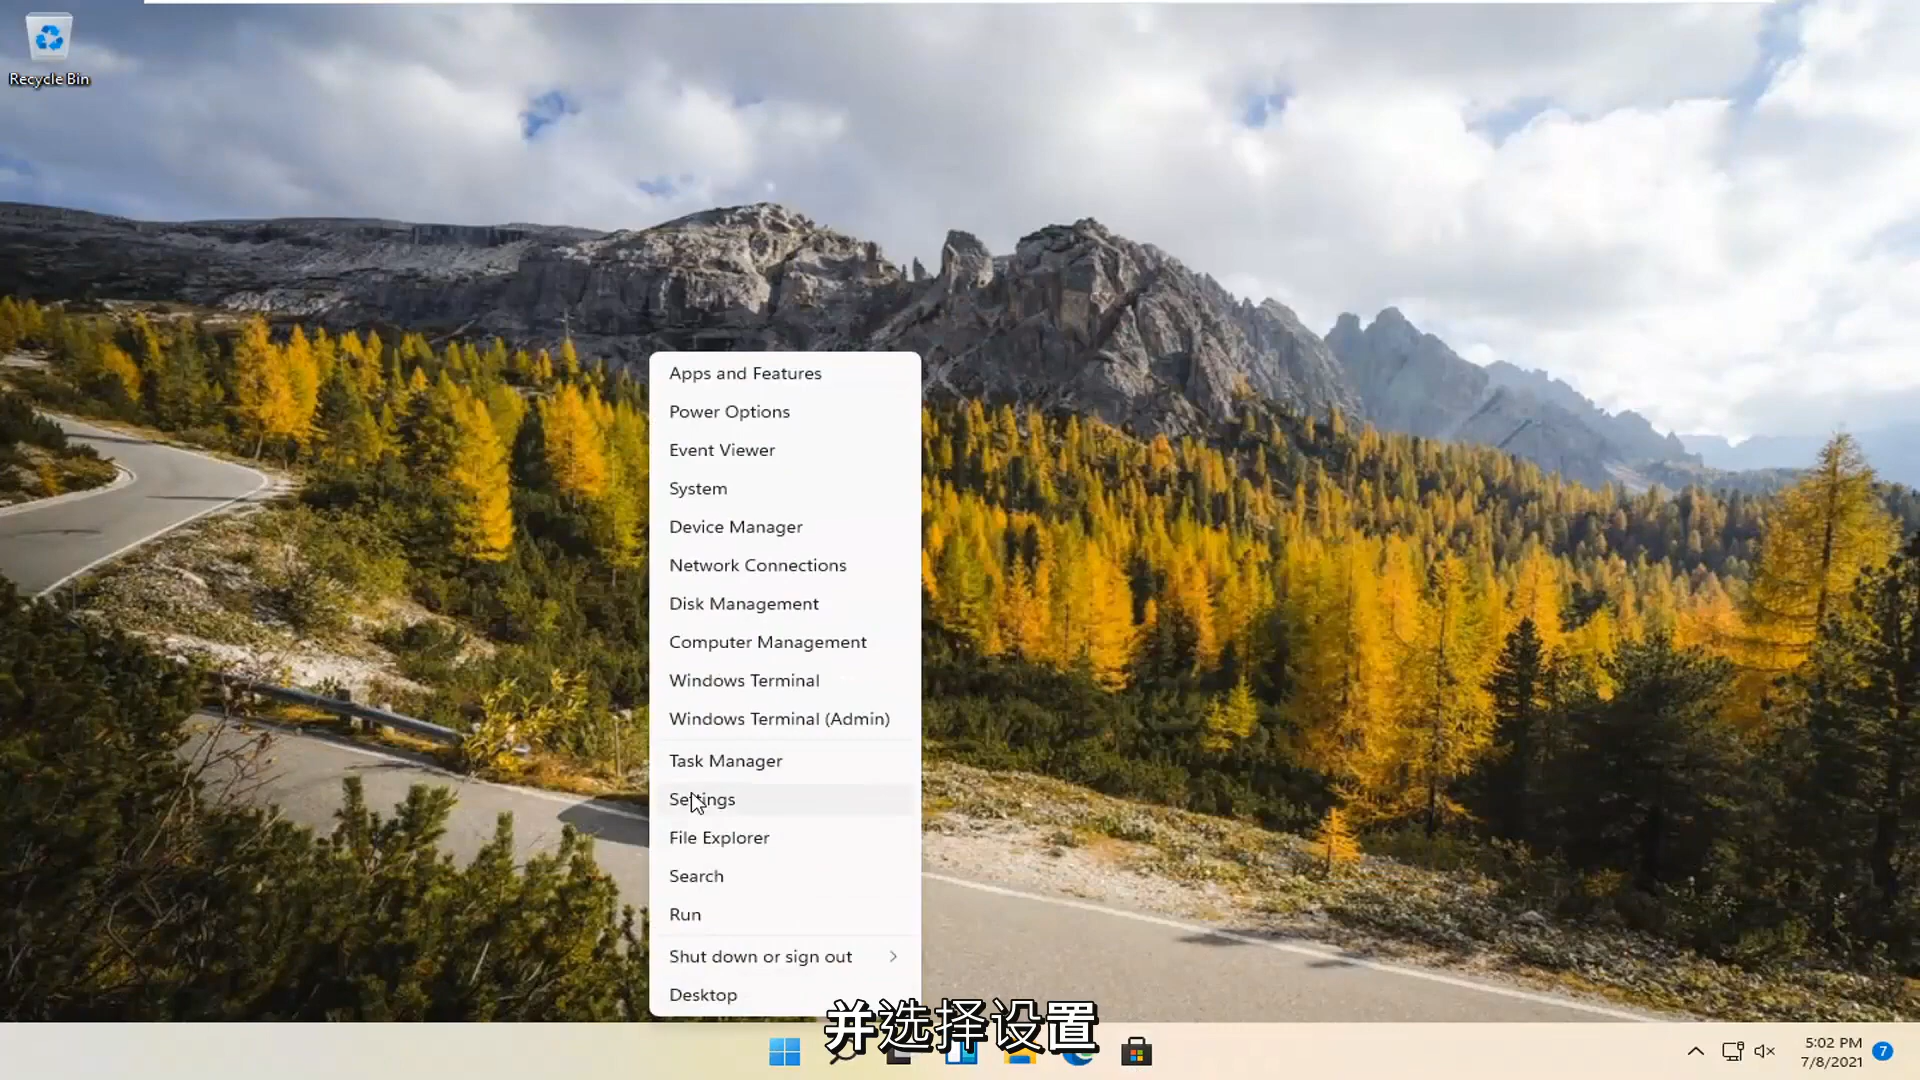 Recycle Bin
Apps and Features
Power Options
Event Viewer
System
Device Manager
Network Connections
Disk Management
Computer Management
Windows Terminal
Windows Terminal (Admin)
Task Manager
Settings
File Explorer
Search
Run
Shut down or sign out
Desktop
并选择设置
5:02 PM
7/8/2021
7